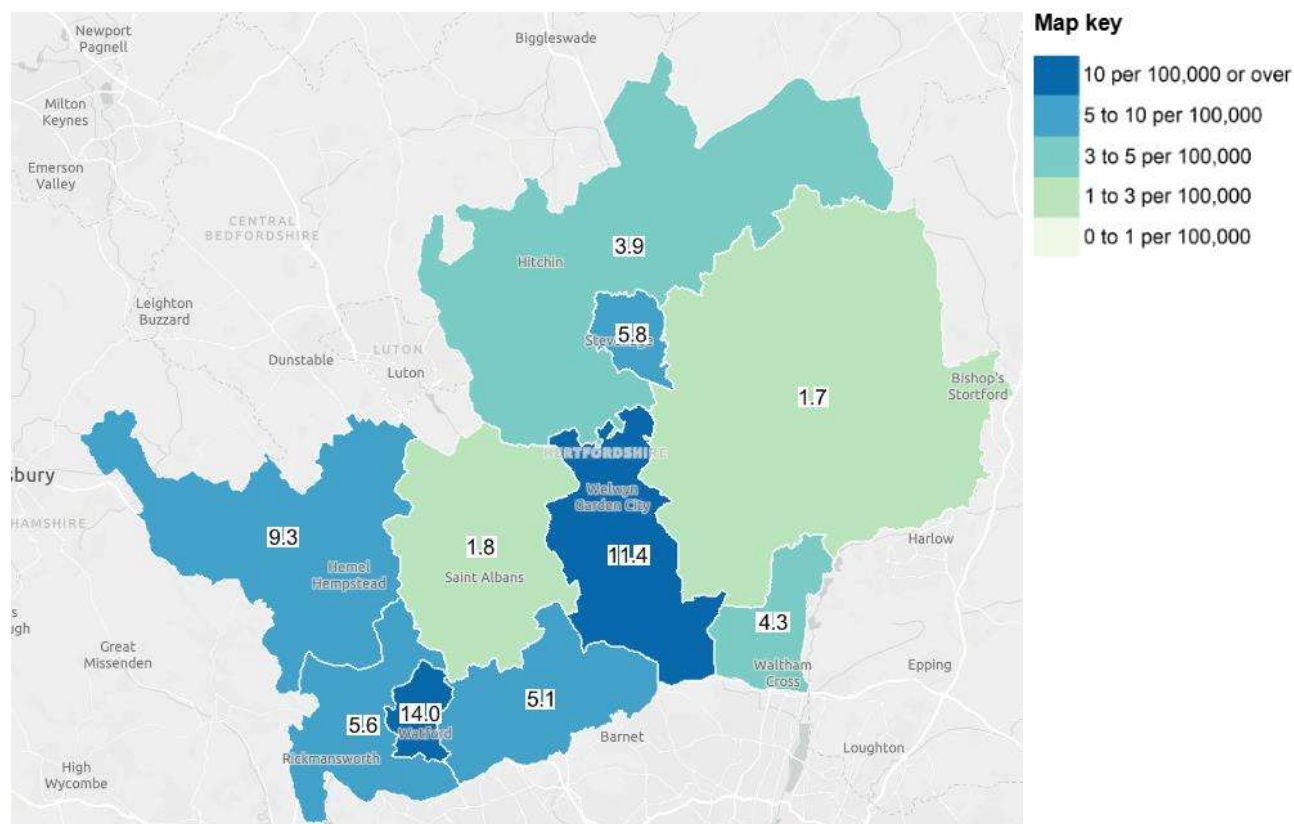 Newport
Pagnell
Biggleswade
Map key
10 per 100,000 or over
5 to 10 per 100,000
3 to 5 per 100,000
1 to 3 per 100,000
0 to 1 per 100,000
Milton
Keynes
Emerson
Valley
CENTRAL
BEDFORDSHIRE
3.9
Hitchin
Leighton
Buzzard
5.8
Dunstable
LUTON
Luton
Bishop's
Stortford
1.7
HERTFORDSHIRE
sbury
Welwyn
Garden City
HAMSHIRE
9.3
1.8
11.4
Harlow
Hemel
Hempstead
Saint Albans
4.3
Great
Missenden
Waltham
Cross
Epping
5.1
14.0
5.6
Watford
Barnet
Rickmansworth
Loughton
High
Wycombe